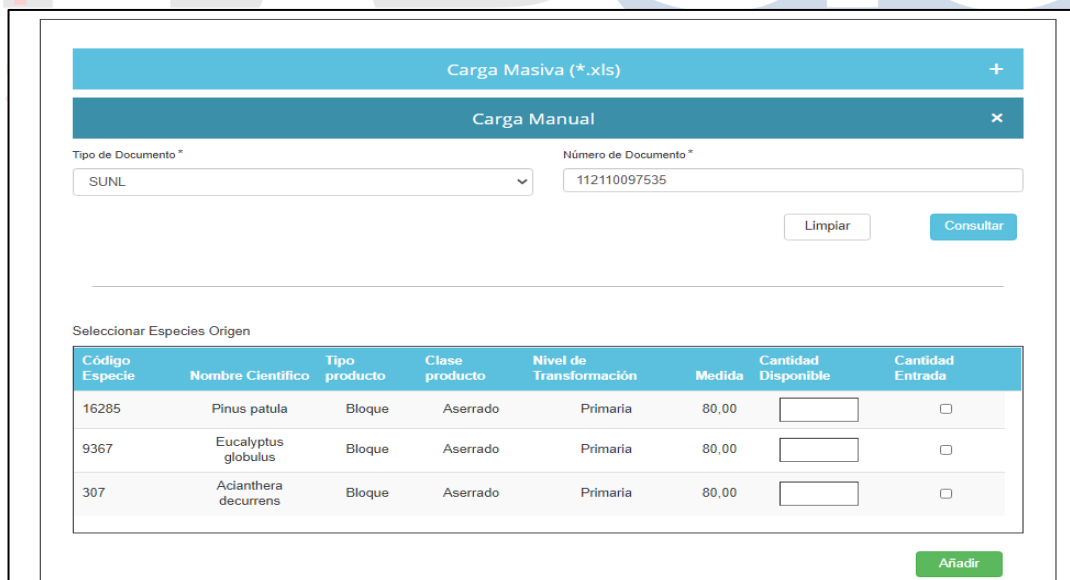 Carga Masiva (*.xls) +
Carga Manual ×
Tipo de Documento * Número de Documento *
SUNL 112110097535
Limpiar Consultar
Seleccionar Especies Origen
Código Especie Nombre Cientifico Tipo producto Clase producto Nivel de Transformación Medida Cantidad Disponible Cantidad Entrada
16285 Pinus patula Bloque Aserrado Primaria 80,00
9367 Eucalyptus globulus Bloque Aserrado Primaria 80,00
307 Acianthera decurrens Bloque Aserrado Primaria 80,00
Añadir